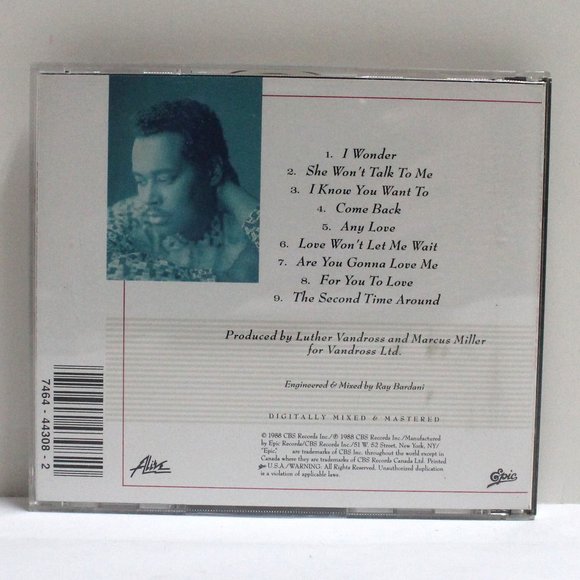 1. I Wonder
2. She Won't Talk To Me
3. I Know You Want To
4. Come Back
5. Any Love
6. Love Won't Let Me Wait
7. Are You Gonna Love Me
8. For You To Love
9. The Second Time Around
Produced by Luther Vandross and Marcus Miller
for Vandross Ltd.
Engineered & Mixed by Ray Bardani
DIGITALLY MIXED & MASTERED
© 1988 CBS Records Inc./℗ 1988 CBS Records Inc./Manufactured
by Epic Records/CBS Records Inc./51 W. 52 Street, New York, NY/
"Epic," are trademarks of CBS Inc. throughout the world except in
Canada where they are trademarks of CBS Records Canada Ltd. Printed
U.S.A./WARNING: All Rights Reserved. Unauthorized duplication
is a violation of applicable laws.
7464-44308-2
Alive
Epic